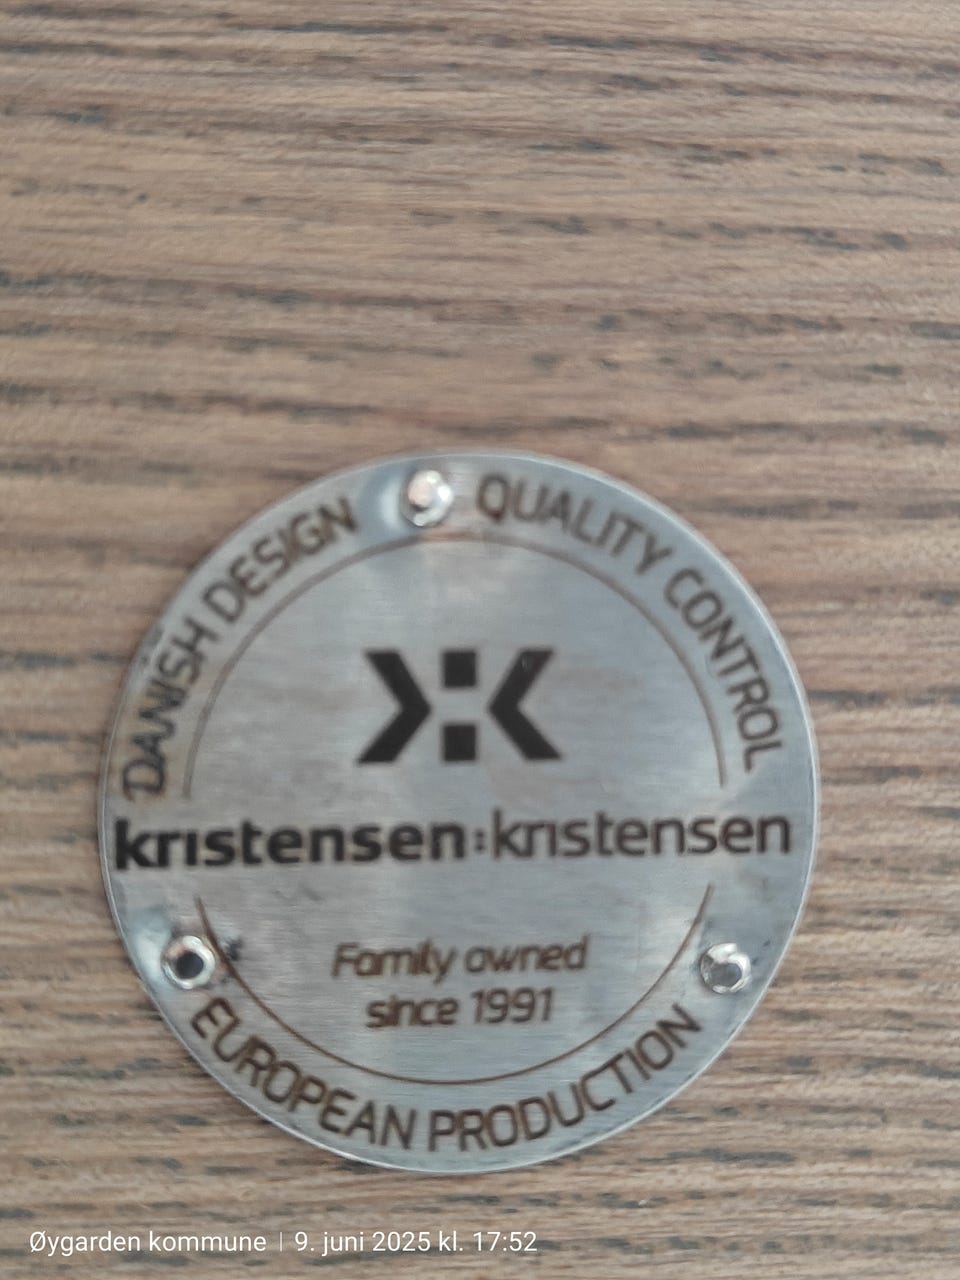 DANISH DESIGN
QUALITY CONTROL
kristensen:kristensen
Family owned
since 1991
EUROPEAN PRODUCTION
Øygarden kommune | 9. juni 2025 kl. 17:52